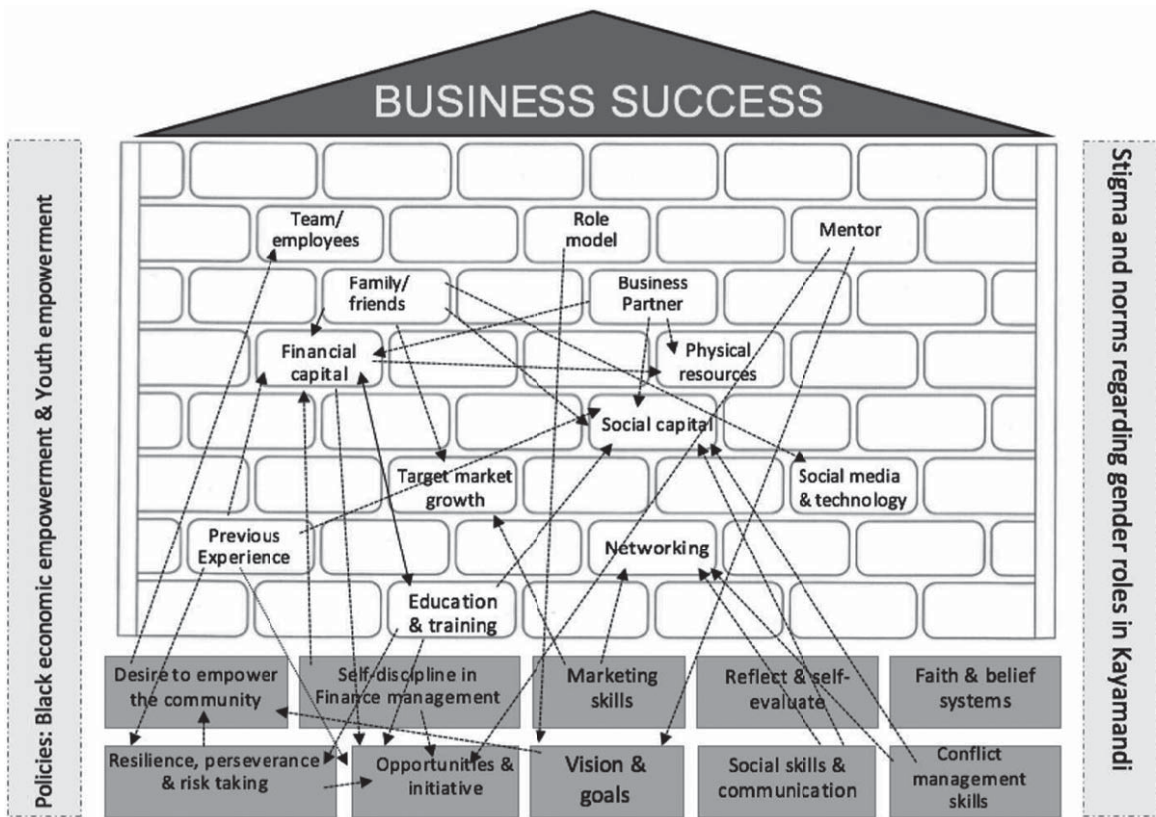 BUSINESS SUCCESS
Policies: Black economic empowerment & Youth empowerment
Team/
employees
Role
model
Mentor
Family/
friends
Business
Partner
Financial
capital
Physical
resources
Social capital
Target market
growth
Social media
& technology
Previous
Experience
Networking
Education
& training
Desire to empower
the community
Self-discipline in
Finance management
Marketing
skills
Reflect & self-
evaluate
Faith & belief
systems
Resilience, perseverance
& risk taking
Opportunities &
initiative
Vision &
goals
Social skills &
communication
Conflict
management
skills
Stigma and norms regarding gender roles in Kayamandi